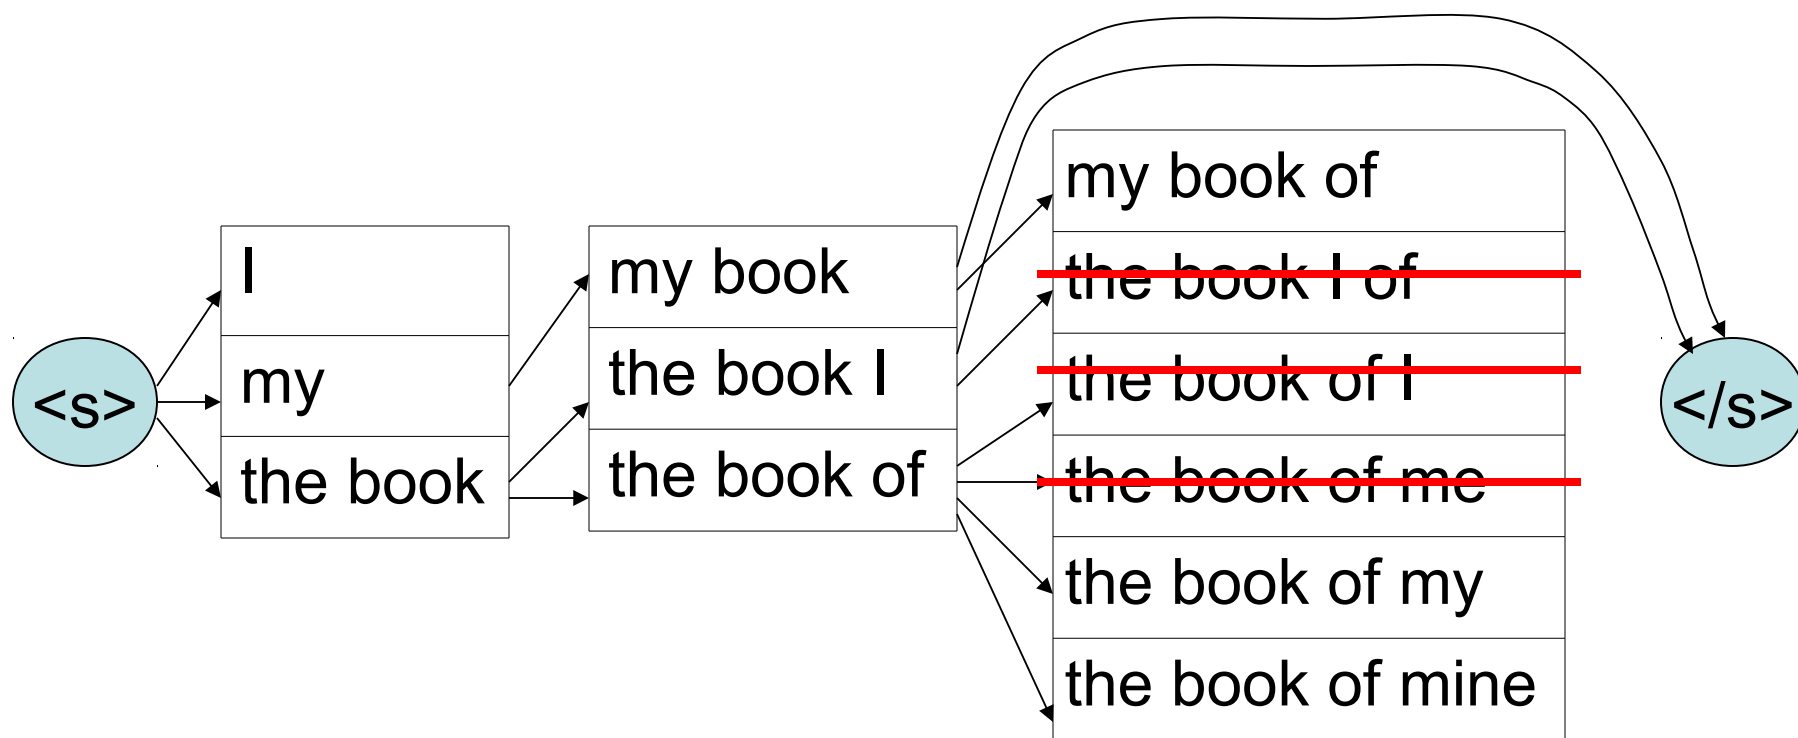 <s>
I
my
the book
my book
the book I
the book of
my book of
the book I of
the book of I
the book of me
the book of my
the book of mine
</s>